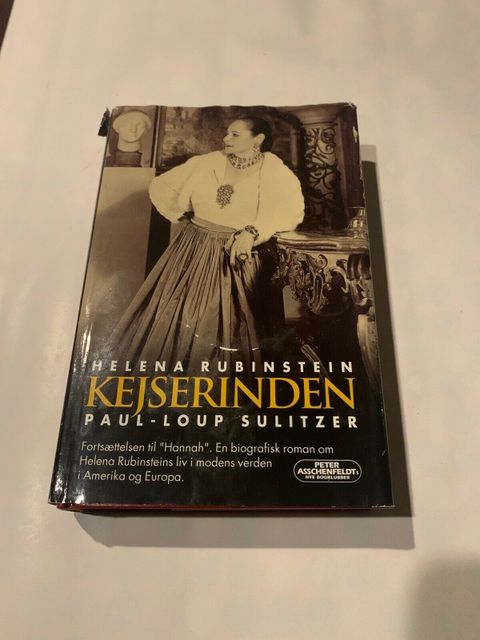 HELENA RUBINSTEIN
KEJSERINDEN
PAUL-LOUP SULITZER
Fortsættelsen til "Hannah". En biografisk roman om
Helena Rubinsteins liv i modens verden
i Amerika og Europa.
PETER
ASSCHENFELDT's
NYE BOGKLUBBER